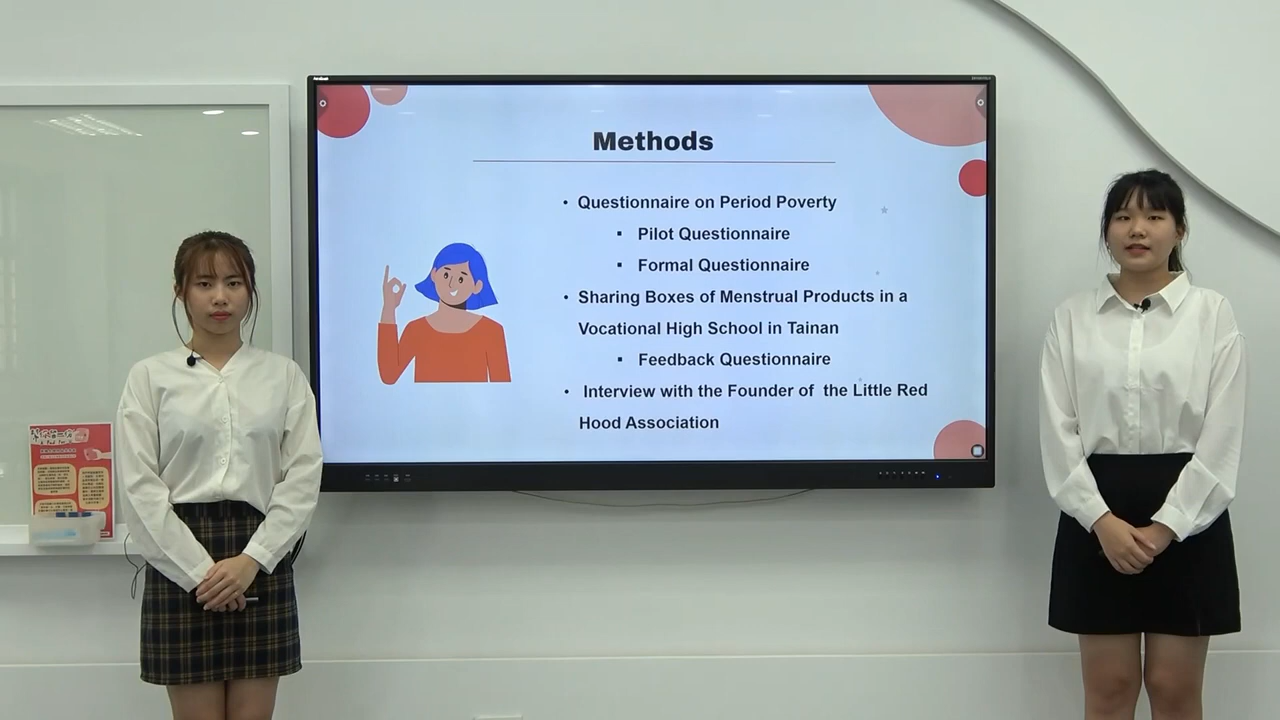 Methods
• Questionnaire on Period Poverty
▪ Pilot Questionnaire
▪ Formal Questionnaire
• Sharing Boxes of Menstrual Products in a
Vocational High School in Tainan
▪ Feedback Questionnaire
• Interview with the Founder of the Little Red
Hood Association